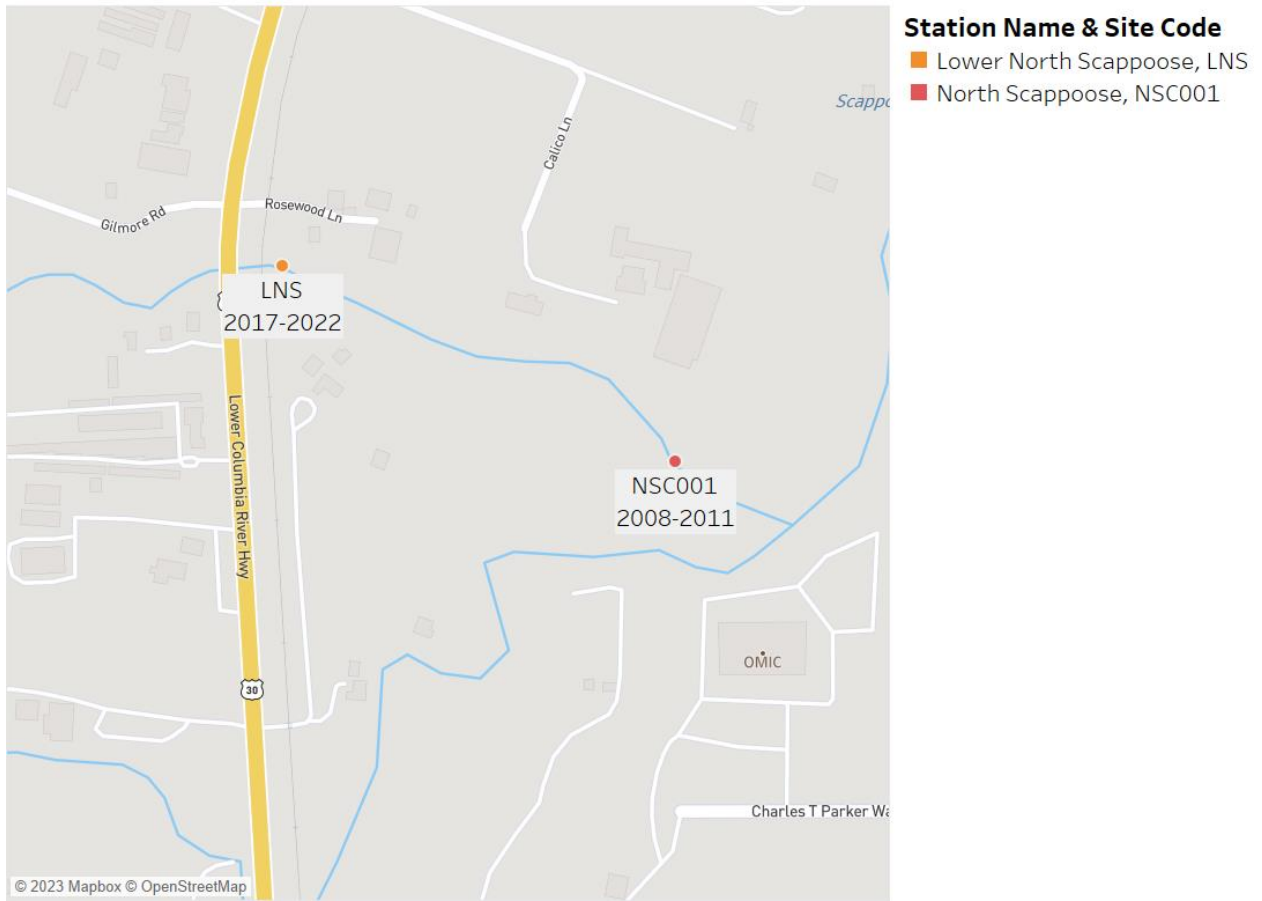 Station Name & Site Code
Lower North Scappoose, LNS
North Scappoose, NSC001
Scappo
Calico Ln
Gilmore Rd
Rosewood Ln
LNS
2017-2022
Lower Columbia River Hwy
NSC001
2008-2011
OMIC
30
Charles T Parker Wa
© 2023 Mapbox © OpenStreetMap